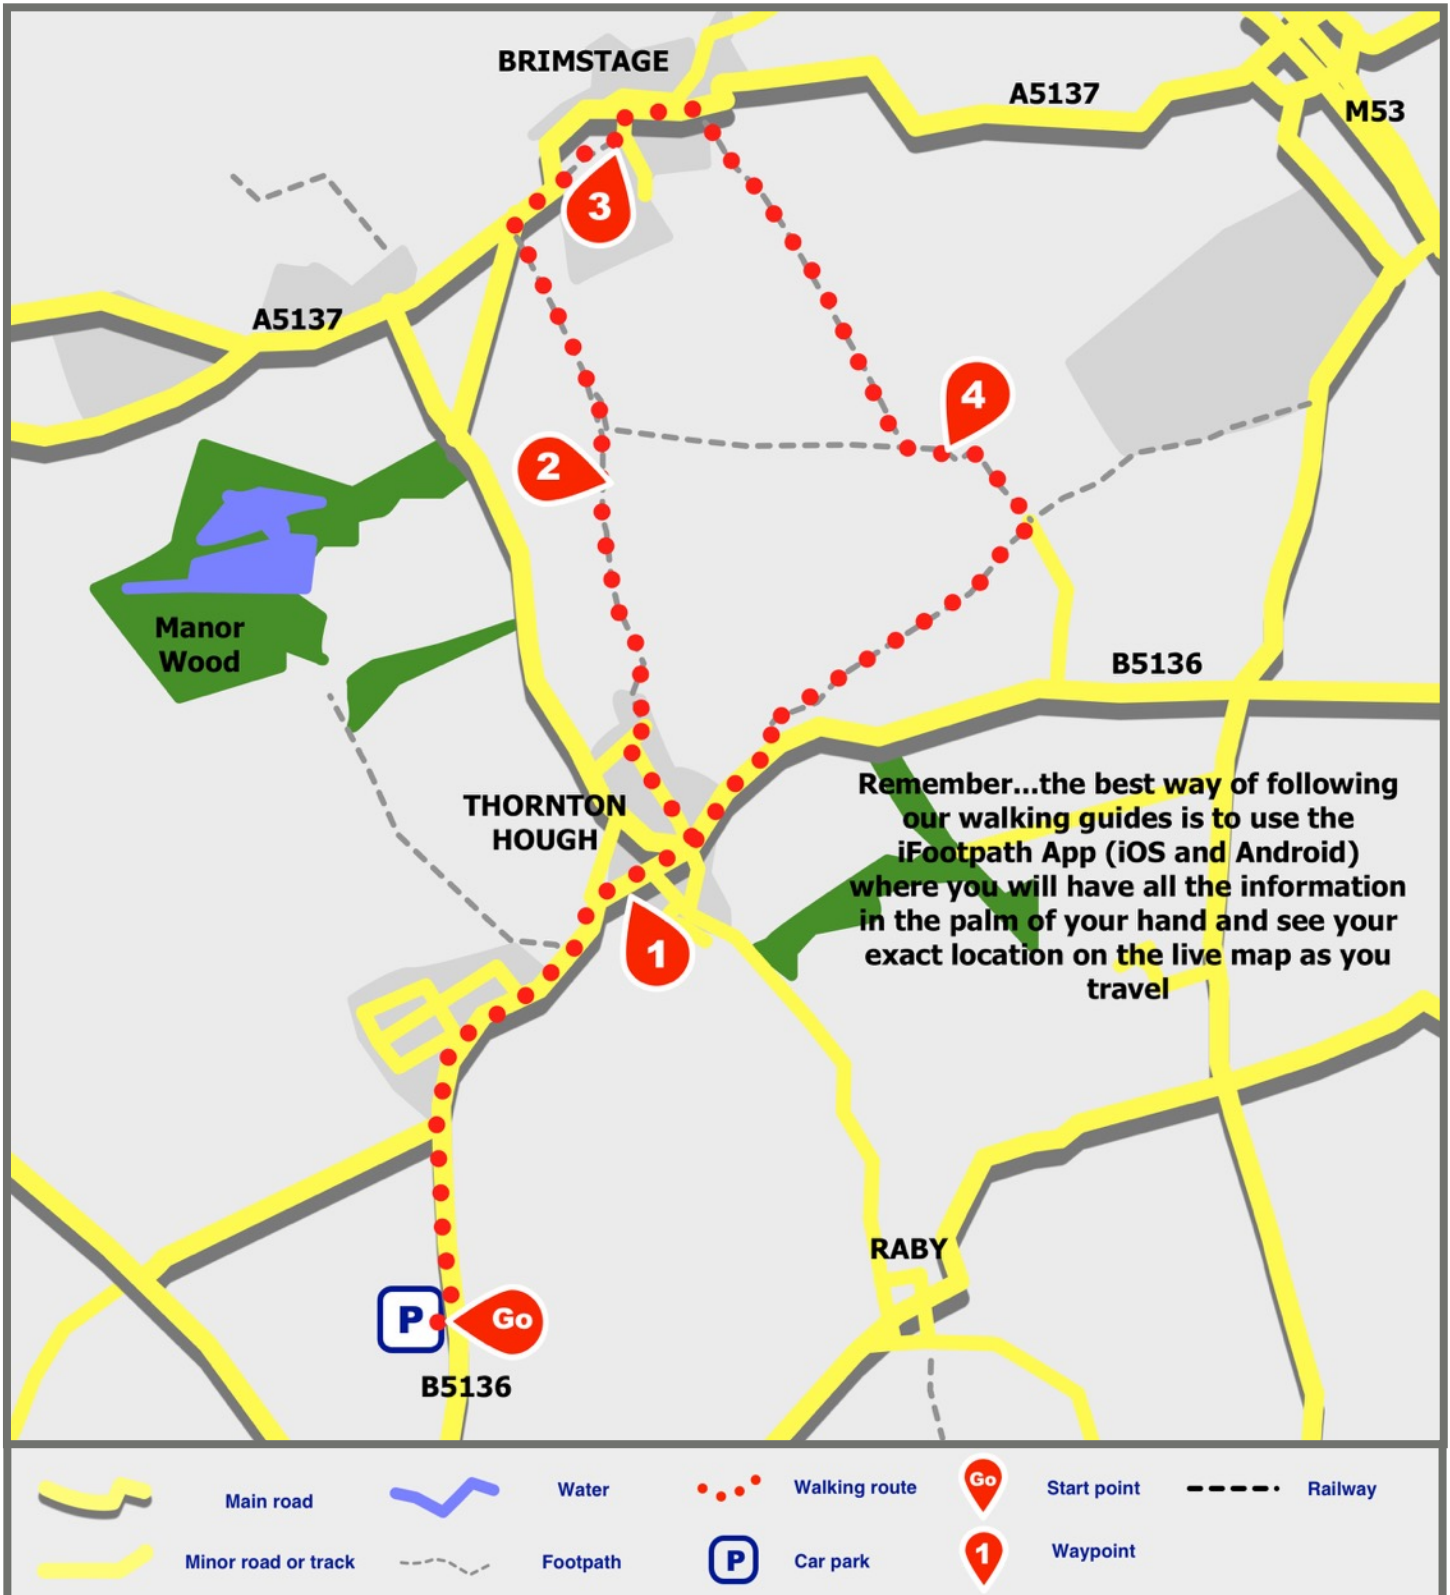 BRIMSTAGE
A5137
M53
3
A5137
4
2
Manor
Wood
B5136
Remember...the best way of following
our walking guides is to use the
iFootpath App (iOS and Android)
where you will have all the information
in the palm of your hand and see your
exact location on the live map as you
travel
THORNTON
HOUGH
1
RABY
P
Go
B5136
Main road
Water
Walking route
Go
Start point
Railway
Minor road or track
Footpath
P
Car park
1
Waypoint